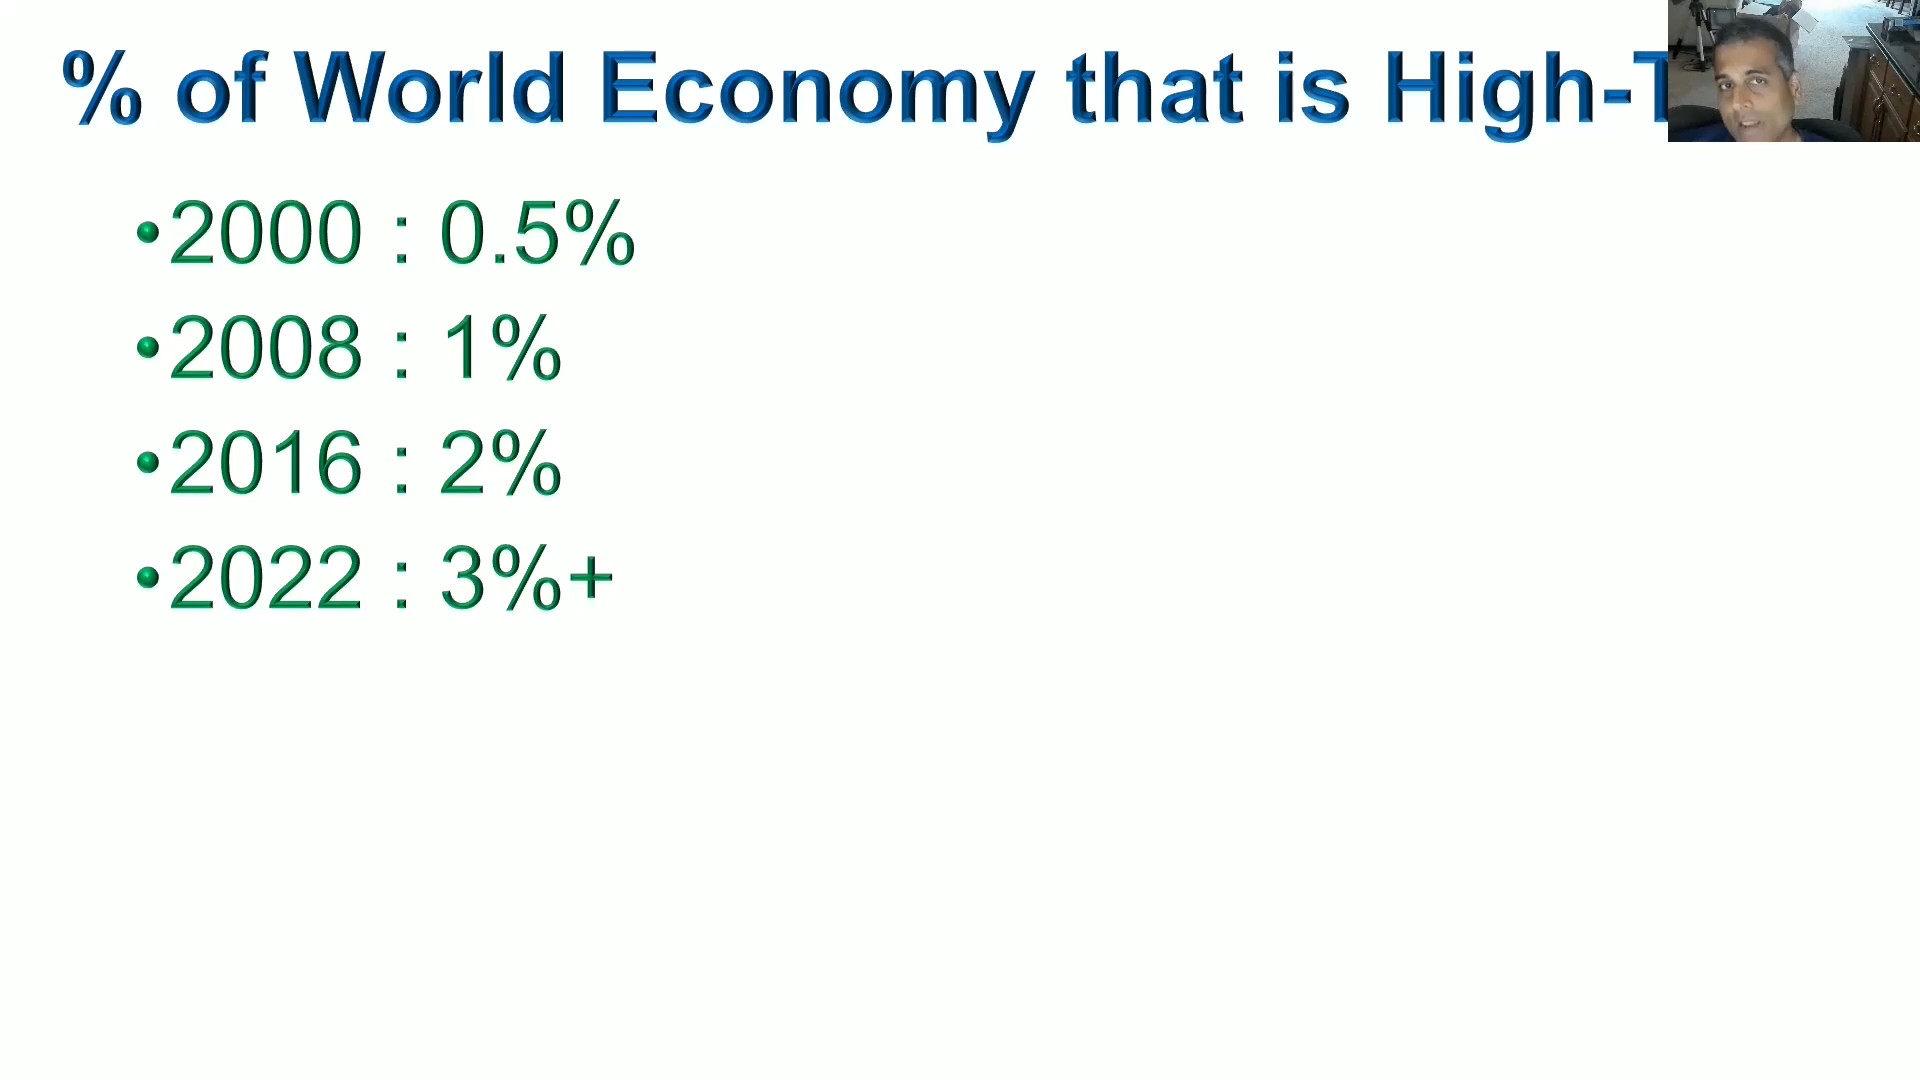 % of World Economy that is High-T
•2000 : 0.5%
•2008 : 1%
•2016 : 2%
•2022 : 3%+